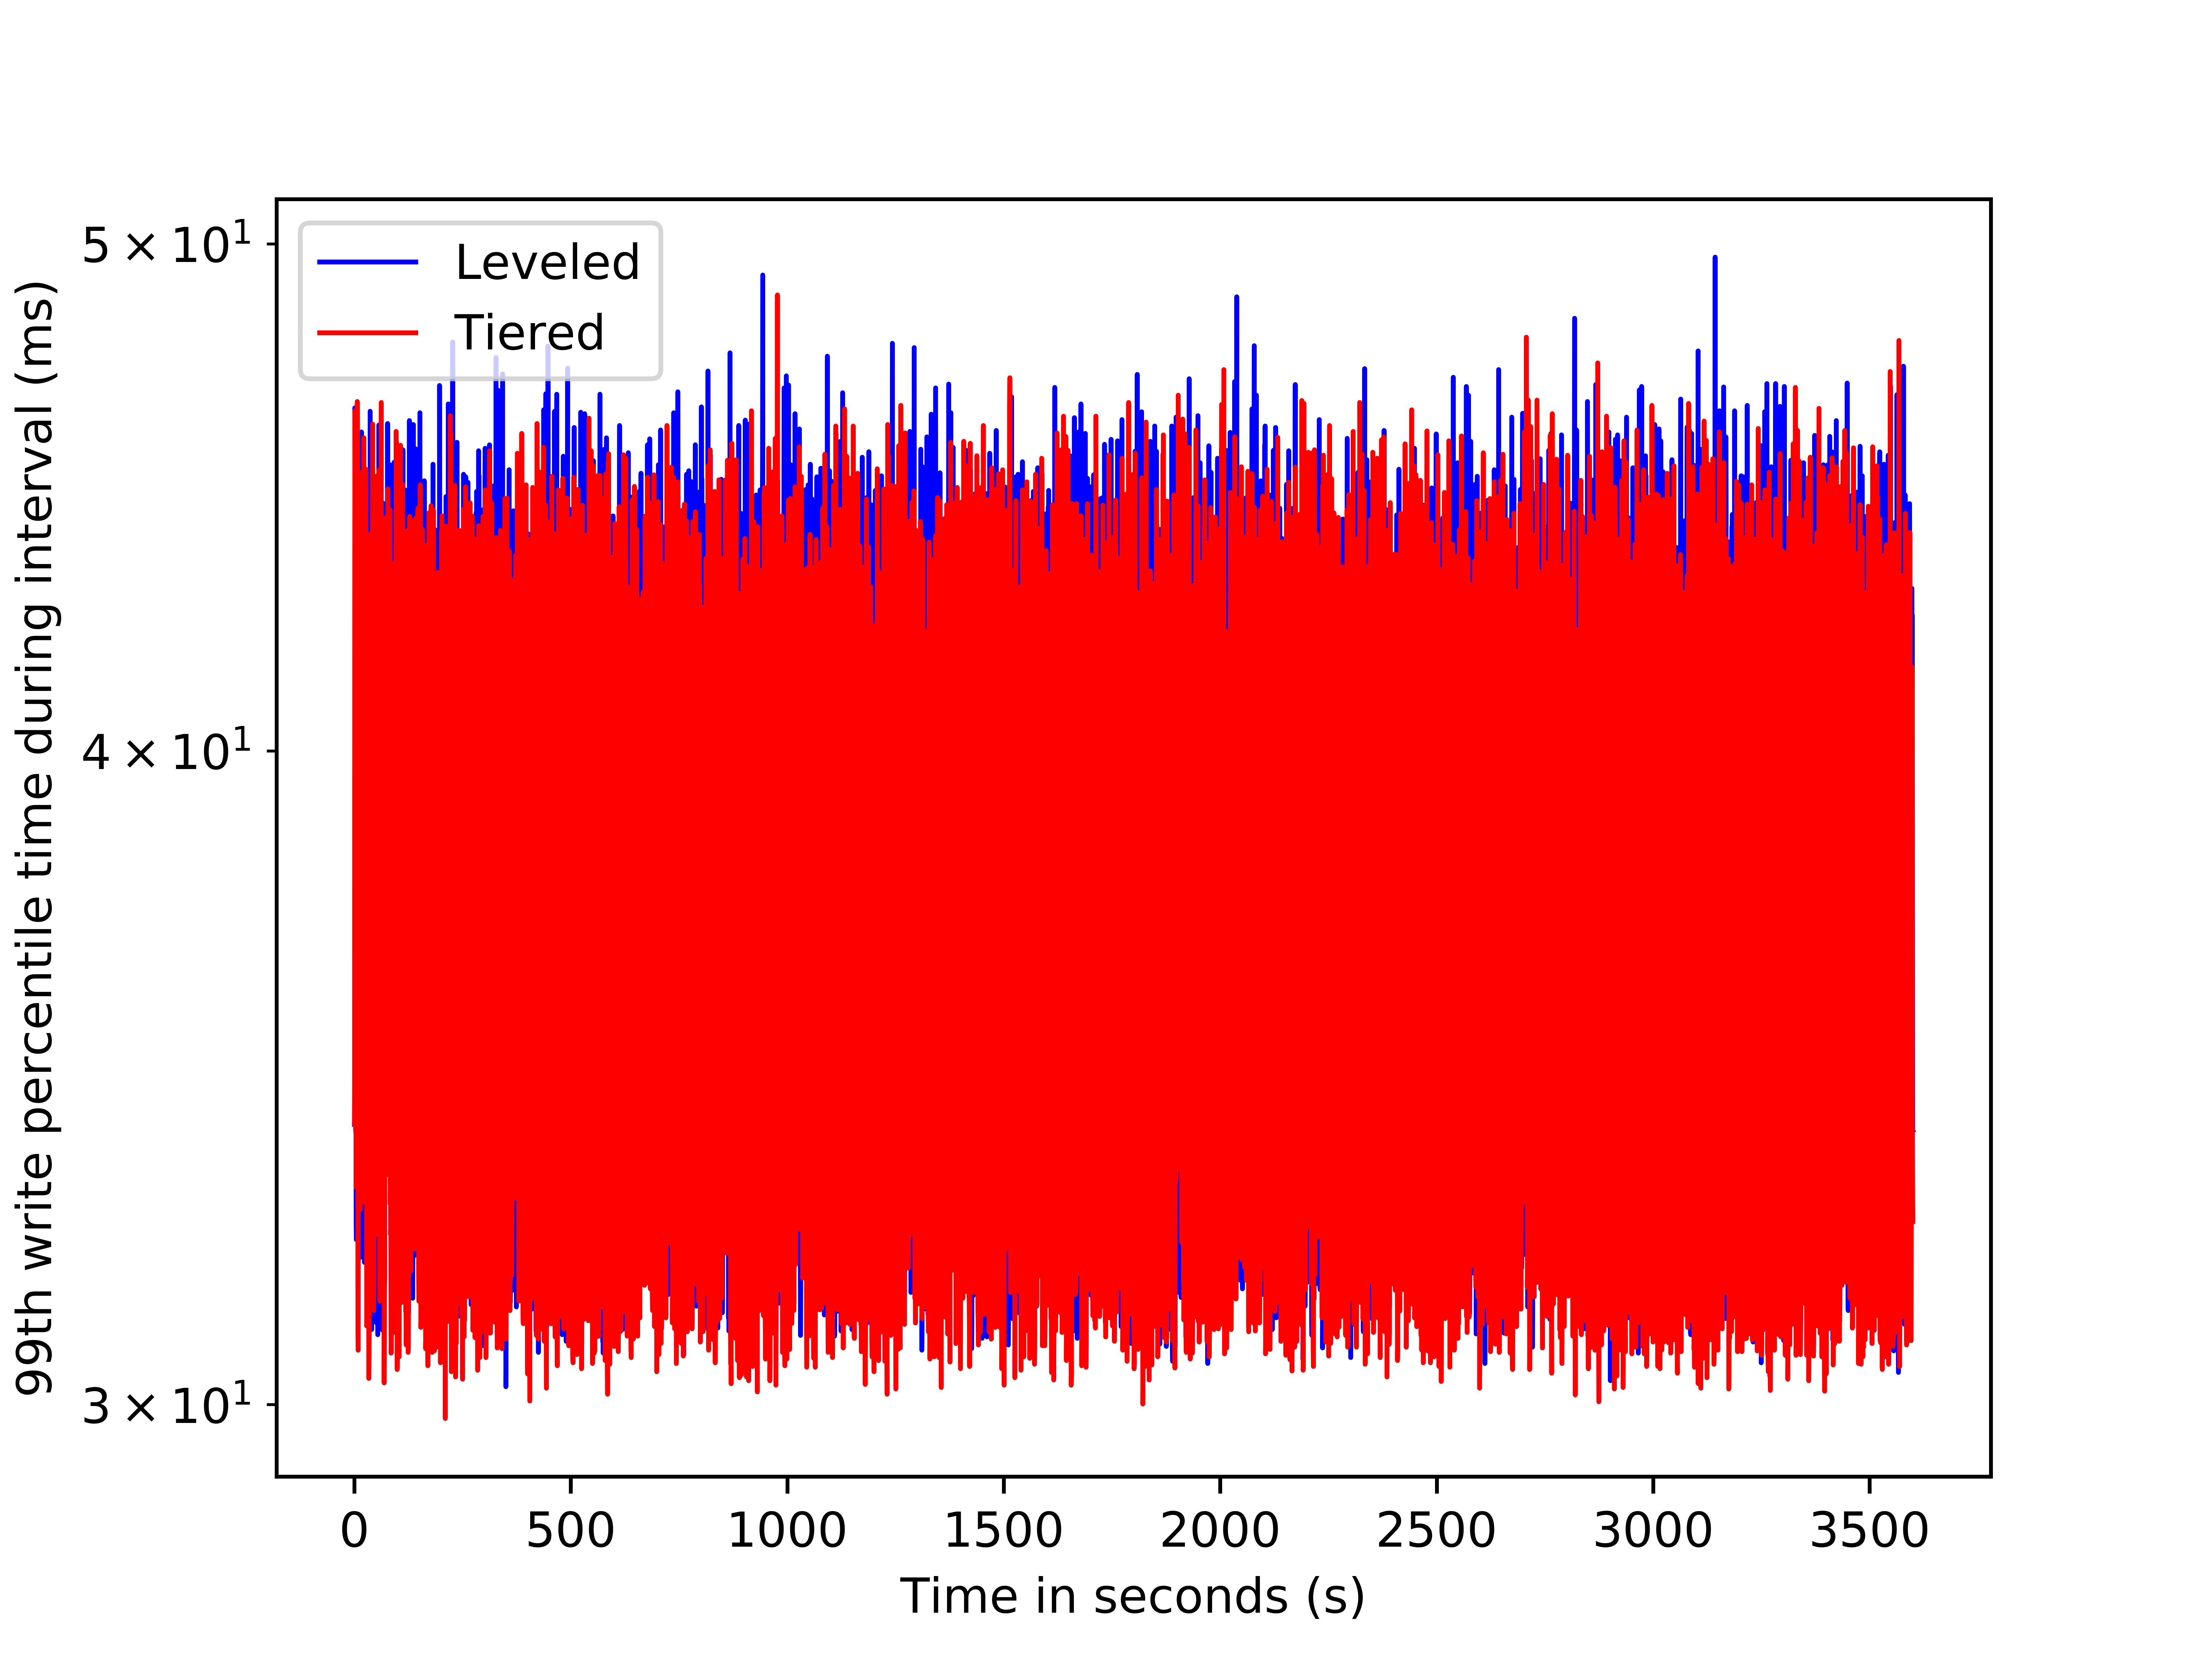 99th write percentile time during interval (ms)
5 × 10¹
4 × 10¹
3 × 10¹
Leveled
Tiered
0 500 1000 1500 2000 2500 3000 3500
Time in seconds (s)